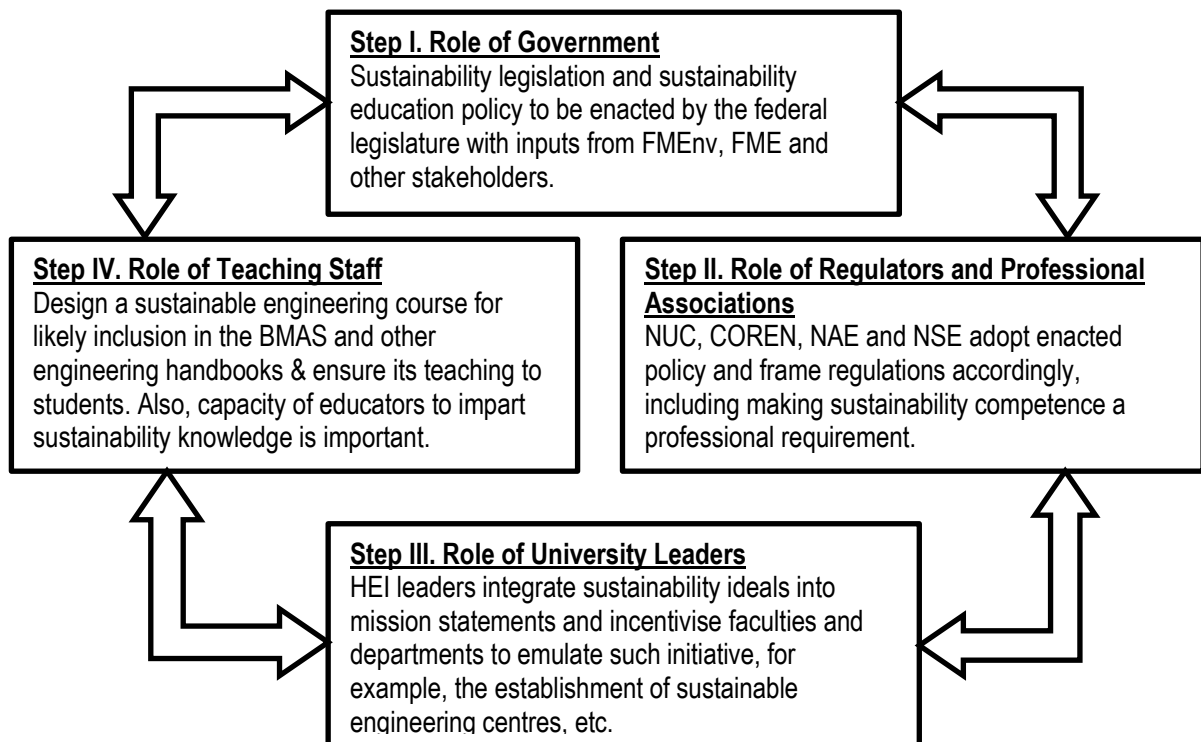 Step I. Role of Government
Sustainability legislation and sustainability
education policy to be enacted by the federal
legislature with inputs from FMEnv, FME and
other stakeholders.
Step IV. Role of Teaching Staff
Design a sustainable engineering course for
likely inclusion in the BMAS and other
engineering handbooks & ensure its teaching to
students. Also, capacity of educators to impart
sustainability knowledge is important.
Step II. Role of Regulators and Professional
Associations
NUC, COREN, NAE and NSE adopt enacted
policy and frame regulations accordingly,
including making sustainability competence a
professional requirement.
Step III. Role of University Leaders
HEI leaders integrate sustainability ideals into
mission statements and incentivise faculties and
departments to emulate such initiative, for
example, the establishment of sustainable
engineering centres, etc.